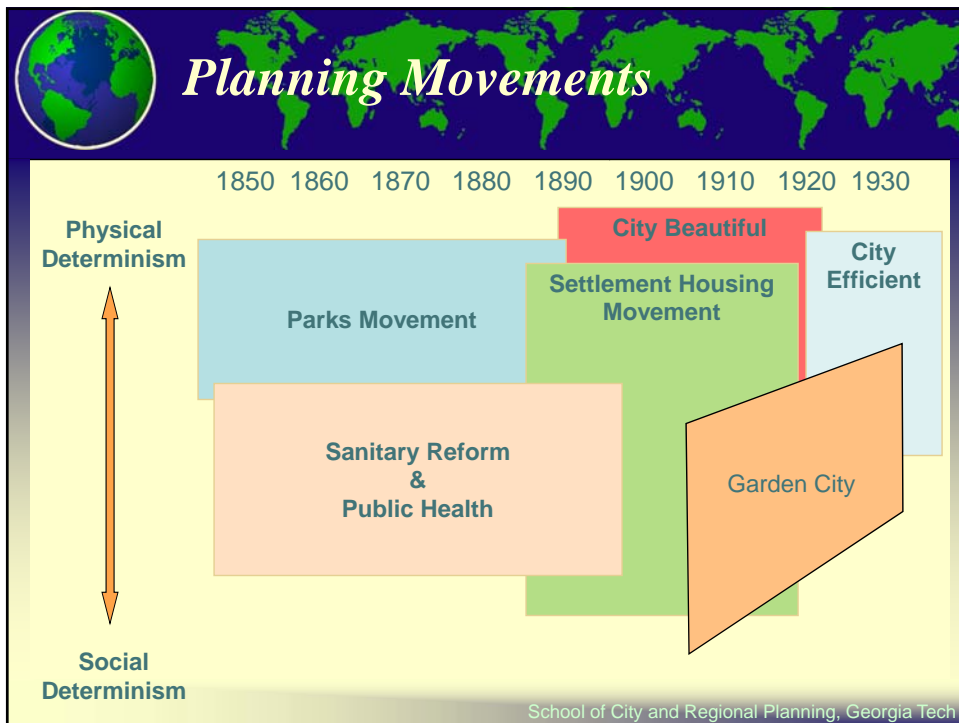 Planning Movements
1850 1860 1870 1880 1890 1900 1910 1920 1930
Physical
Determinism
City Beautiful
City
Efficient
Settlement Housing
Movement
Parks Movement
Sanitary Reform
&
Public Health
Garden City
Social
Determinism
School of City and Regional Planning, Georgia Tech